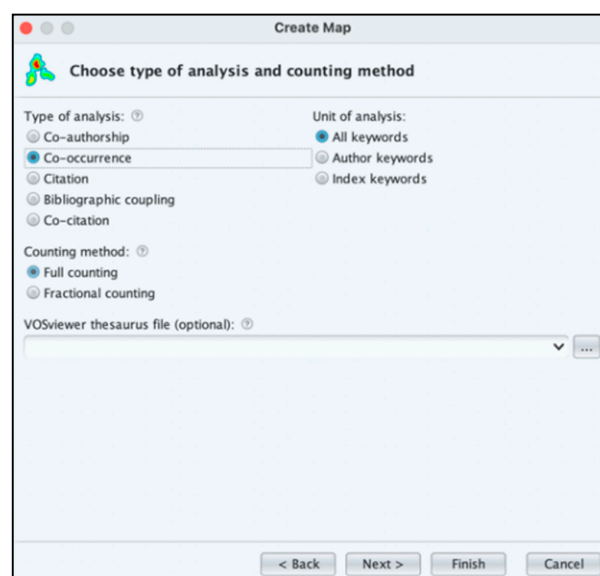 Create Map
Choose type of analysis and counting method
Type of analysis: ?
Unit of analysis:
Co-authorship
All keywords
Co-occurrence
Author keywords
Citation
Index keywords
Bibliographic coupling
Co-citation
Counting method: ?
Full counting
Fractional counting
VOSviewer thesaurus file (optional): ?
...
< Back
Next >
Finish
Cancel